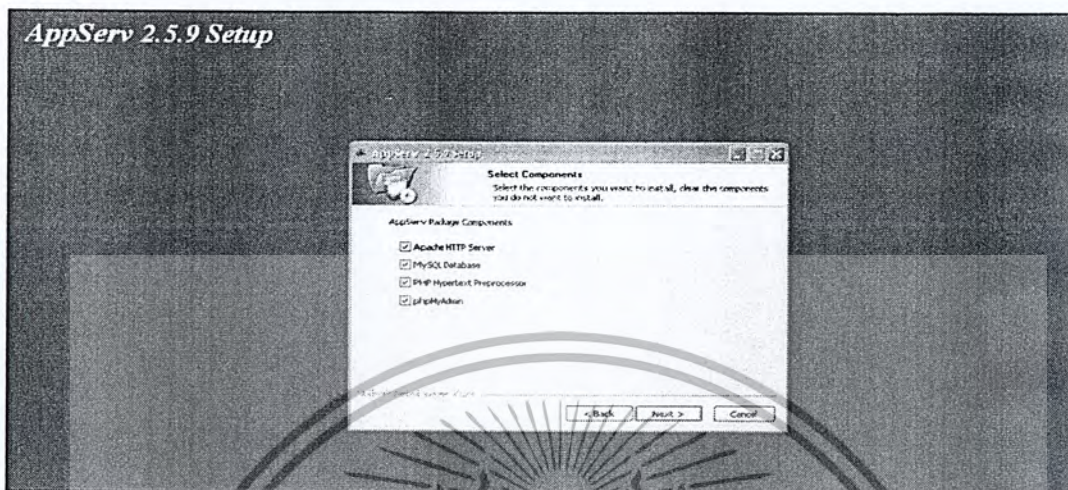 AppServ 2.5.9 Setup
AppServ 2.5.9 Setup
Select Components
Select the components you want to install, clear the components
you do not want to install.
AppServ Package Components
Apache HTTP Server
MySQL Database
PHP Hypertext Preprocessor
phpMyAdmin
< Back
Next >
Cancel